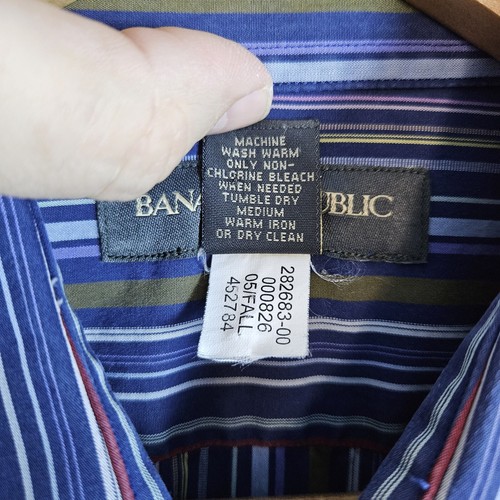 MACHINE
WASH WARM
ONLY NON-
CHLORINE BLEACH
WHEN NEEDED
TUMBLE DRY
MEDIUM
WARM IRON
OR DRY CLEAN
BANA UBLIC
282683-00
000826
05/FALL
452784